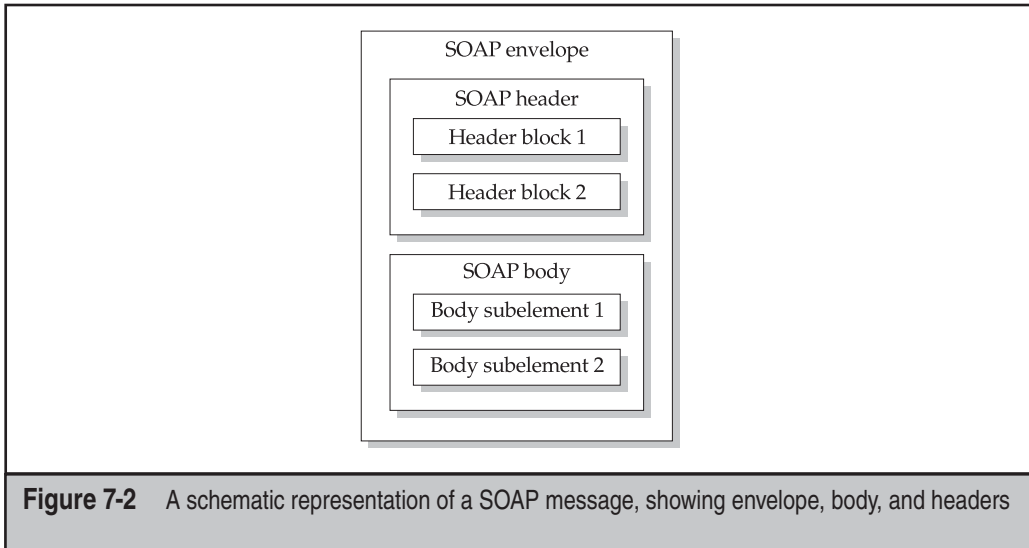 SOAP envelope
SOAP header
Header block 1
Header block 2
SOAP body
Body subelement 1
Body subelement 2
Figure 7-2 A schematic representation of a SOAP message, showing envelope, body, and headers